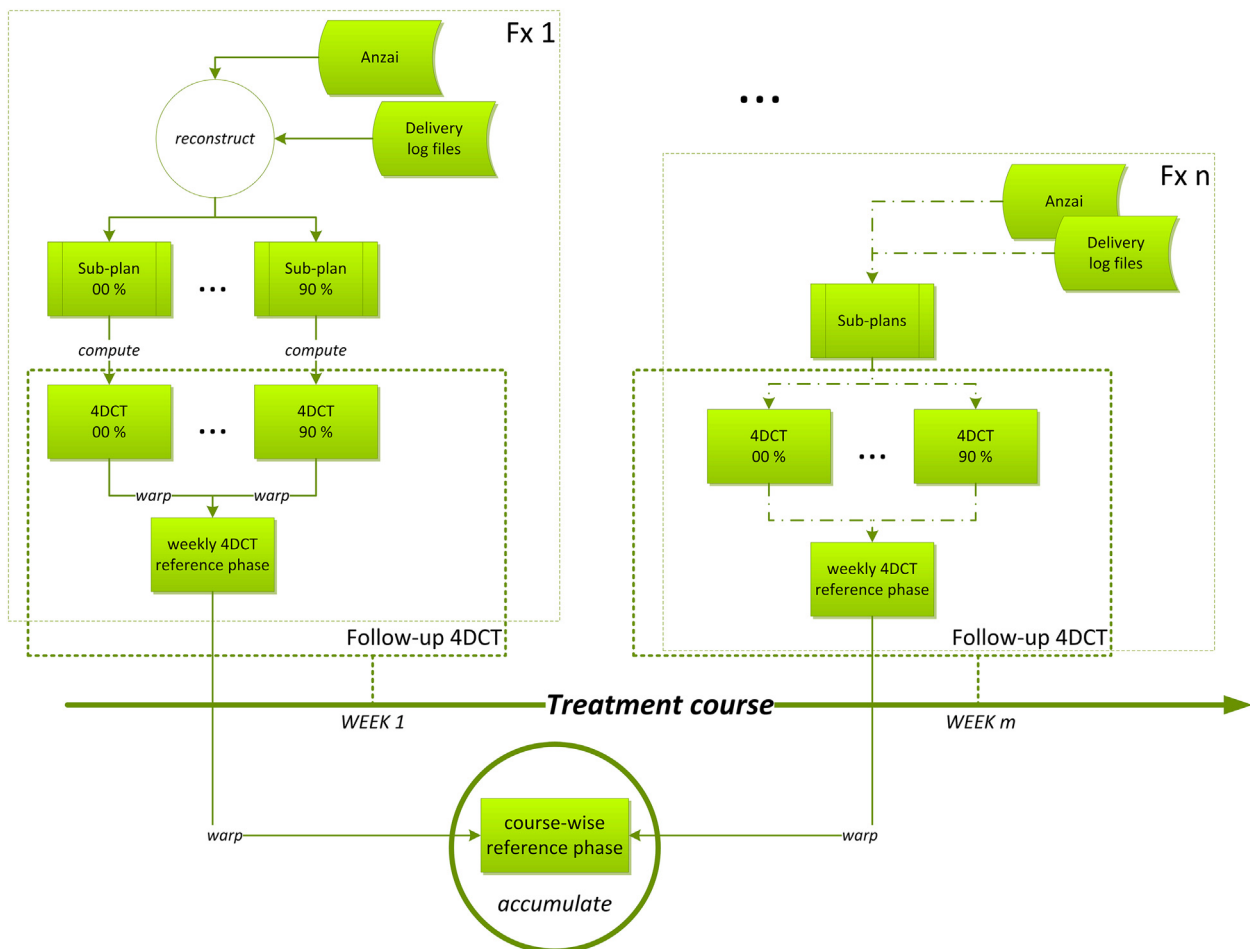 Fx 1
Anzai
reconstruct
Delivery
log files
Sub-plan
00 %
...
Sub-plan
90 %
compute
compute
4DCT
00 %
...
4DCT
90 %
warp
warp
weekly 4DCT
reference phase
Follow-up 4DCT
...
Fx n
Anzai
Delivery
log files
Sub-plans
4DCT
00 %
...
4DCT
90 %
weekly 4DCT
reference phase
Follow-up 4DCT
Treatment course
WEEK 1
WEEK m
warp
course-wise
reference phase
warp
accumulate